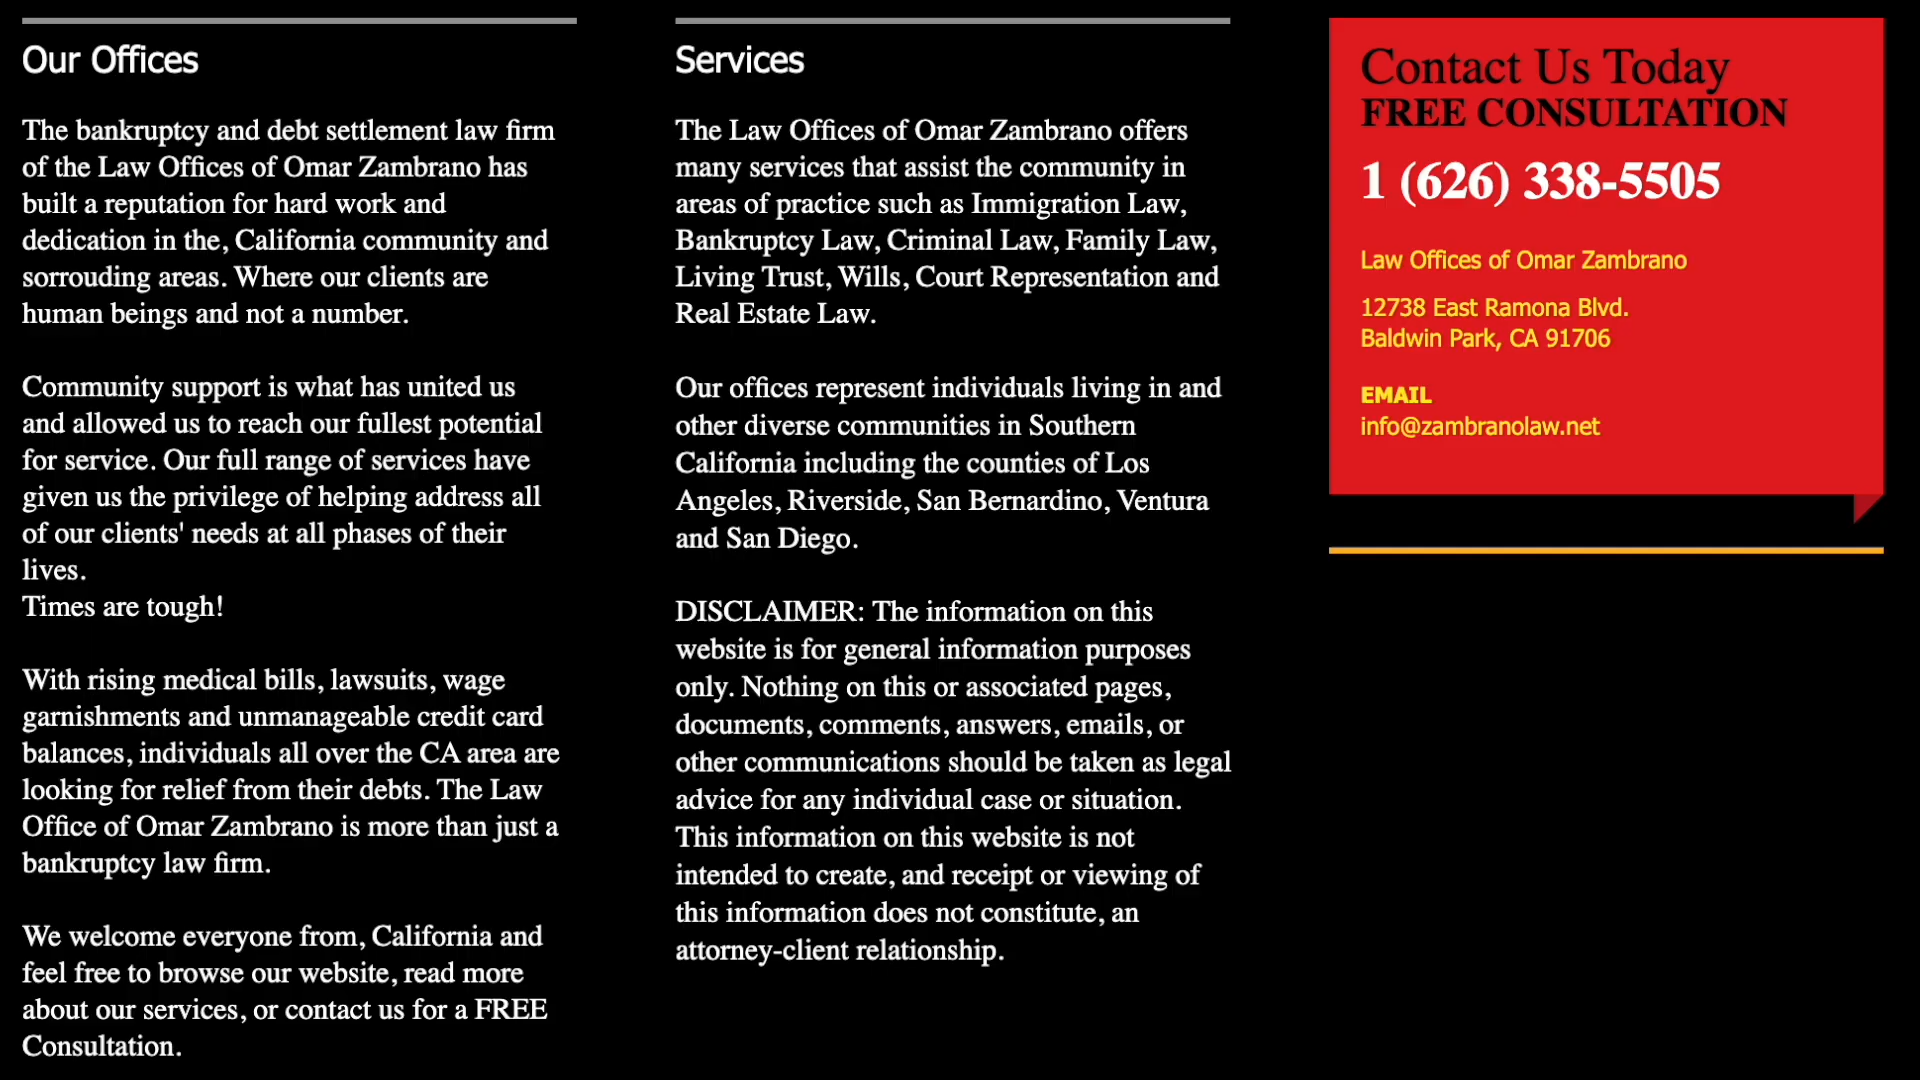 Our Offices
The bankruptcy and debt settlement law firm
of the Law Offices of Omar Zambrano has
built a reputation for hard work and
dedication in the, California community and
sorrouding areas. Where our clients are
human beings and not a number.
Community support is what has united us
and allowed us to reach our fullest potential
for service. Our full range of services have
given us the privilege of helping address all
of our clients' needs at all phases of their
lives.
Times are tough!
With rising medical bills, lawsuits, wage
garnishments and unmanageable credit card
balances, individuals all over the CA area are
looking for relief from their debts. The Law
Office of Omar Zambrano is more than just a
bankruptcy law firm.
We welcome everyone from, California and
feel free to browse our website, read more
about our services, or contact us for a FREE
Consultation.
Services
The Law Offices of Omar Zambrano offers
many services that assist the community in
areas of practice such as Immigration Law,
Bankruptcy Law, Criminal Law, Family Law,
Living Trust, Wills, Court Representation and
Real Estate Law.
Our offices represent individuals living in and
other diverse communities in Southern
California including the counties of Los
Angeles, Riverside, San Bernardino, Ventura
and San Diego.
DISCLAIMER: The information on this
website is for general information purposes
only. Nothing on this or associated pages,
documents, comments, answers, emails, or
other communications should be taken as legal
advice for any individual case or situation.
This information on this website is not
intended to create, and receipt or viewing of
this information does not constitute, an
attorney-client relationship.
Contact Us Today
FREE CONSULTATION
1 (626) 338-5505
Law Offices of Omar Zambrano
12738 East Ramona Blvd.
Baldwin Park, CA 91706
EMAIL
info@zambranolaw.net